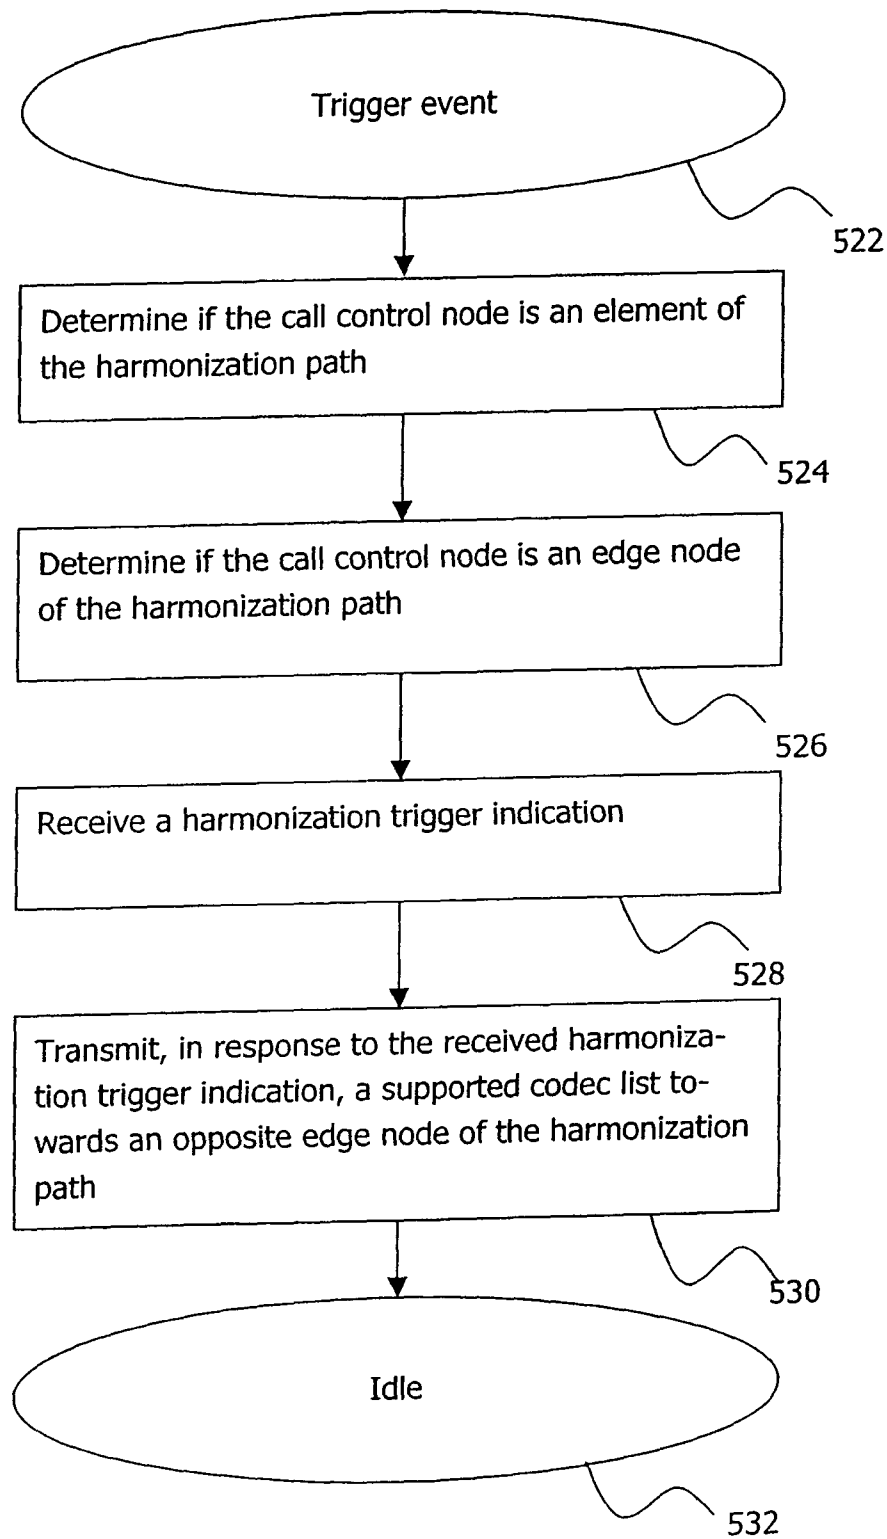 Trigger event
522
Determine if the call control node is an element of
the harmonization path
524
Determine if the call control node is an edge node
of the harmonization path
526
Receive a harmonization trigger indication
528
Transmit, in response to the received harmoniza-
tion trigger indication, a supported codec list to-
wards an opposite edge node of the harmonization
path
530
Idle
532